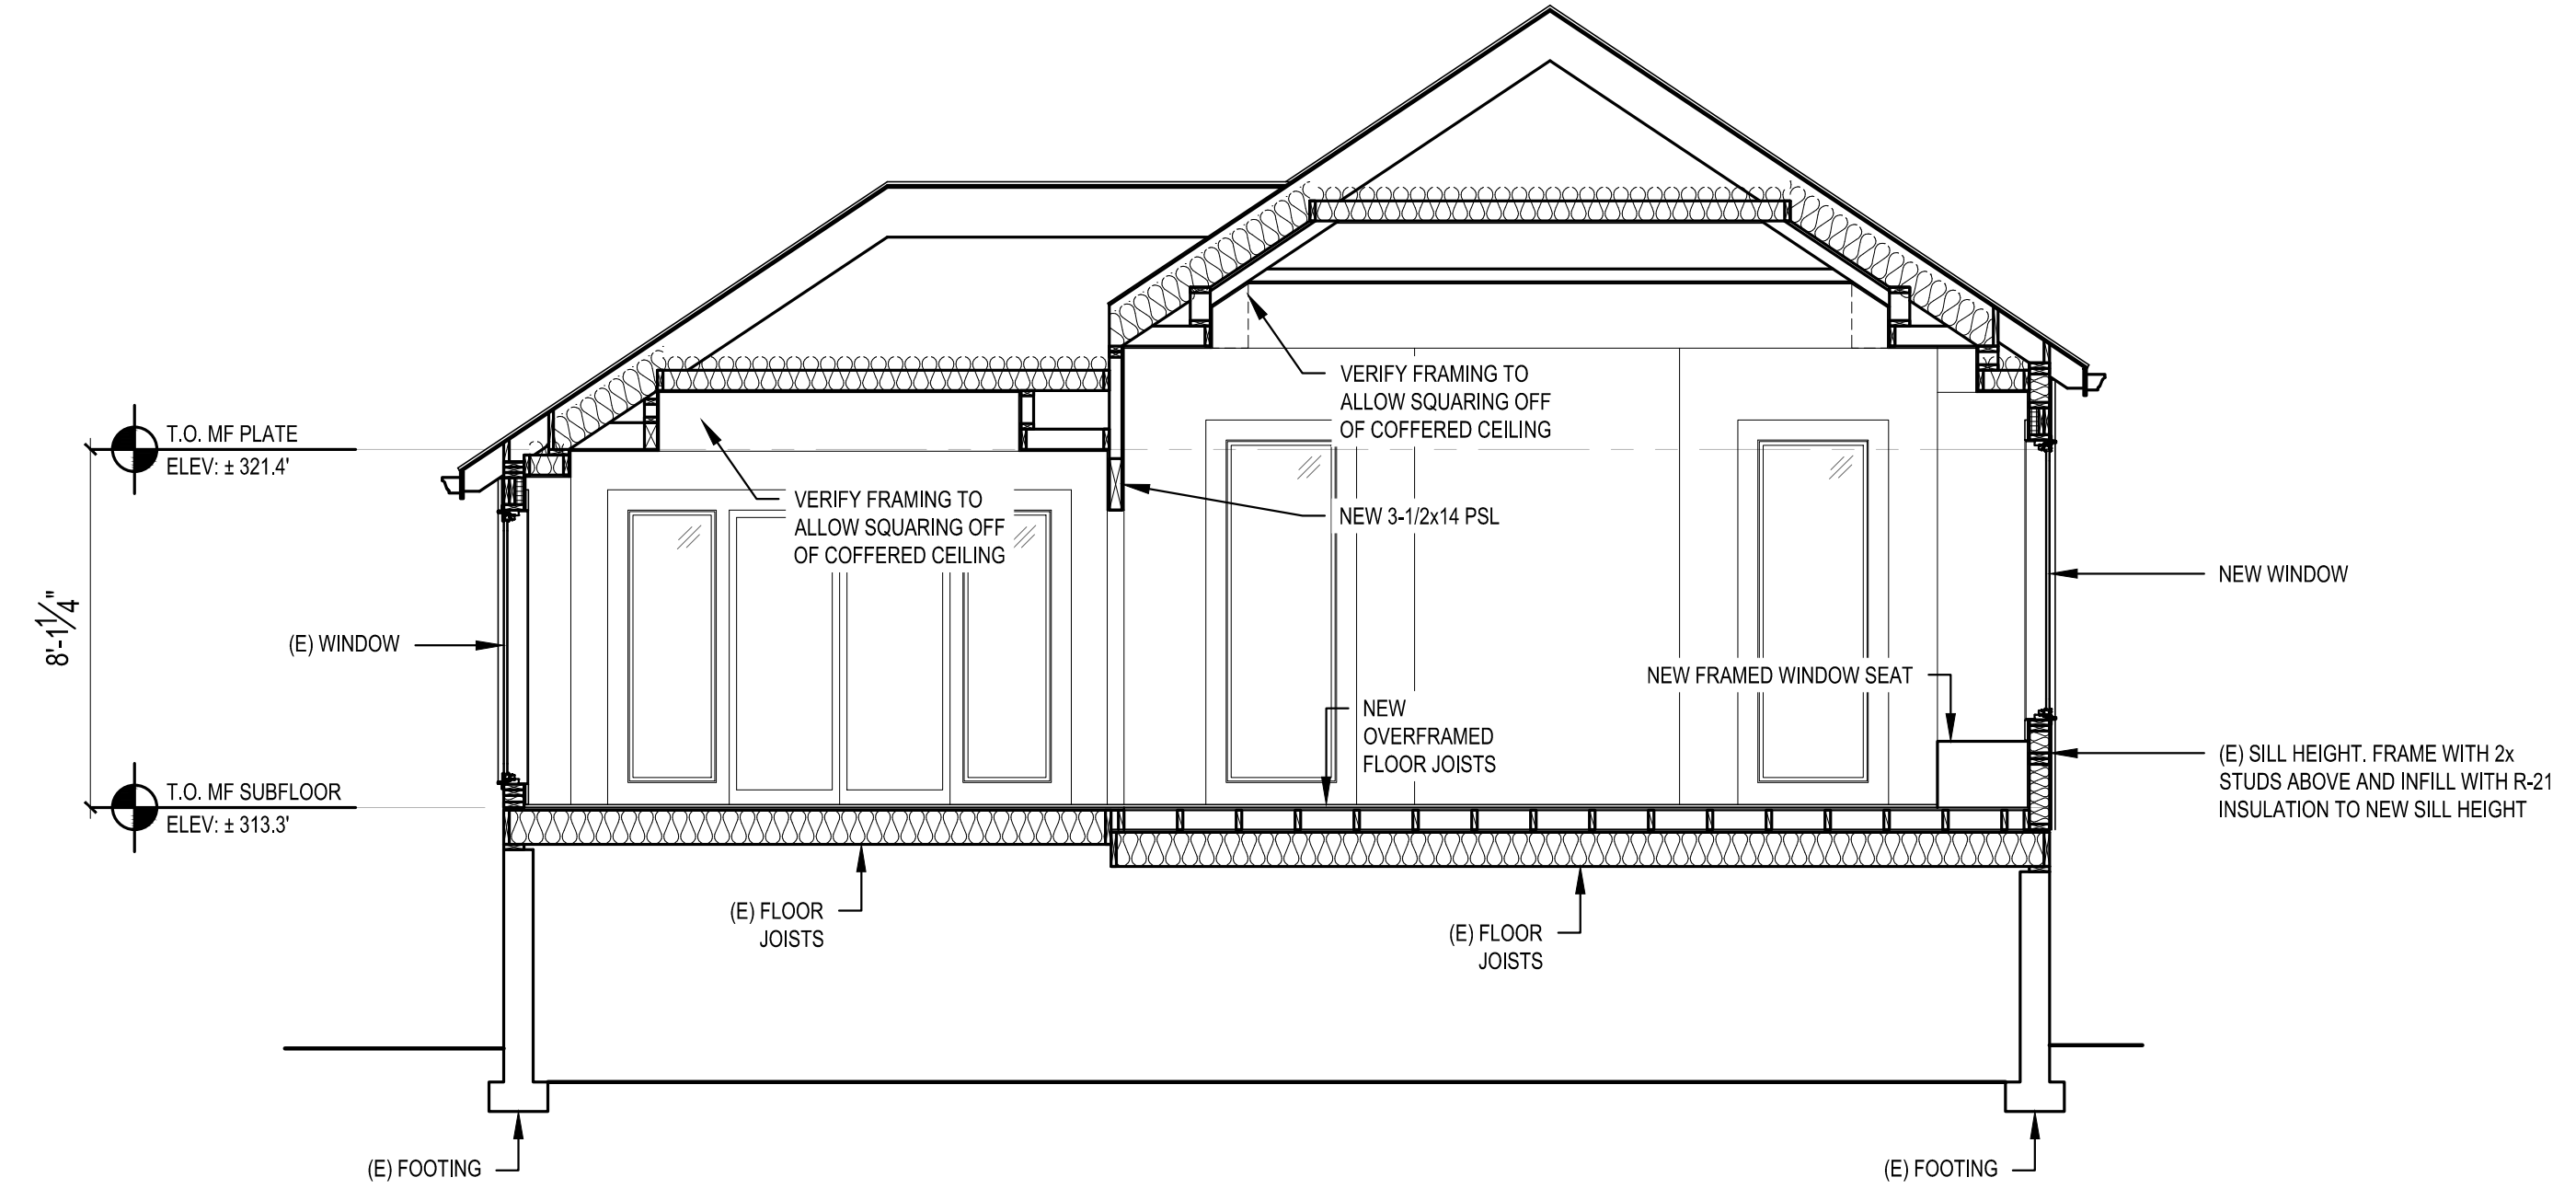 VERIFY FRAMING TO
ALLOW SQUARING OFF
OF COFFERED CEILING
T.O. MF PLATE
ELEV: ± 321.4'
VERIFY FRAMING TO
ALLOW SQUARING OFF
OF COFFERED CEILING
NEW 3-1/2x14 PSL
NEW WINDOW
8'-1 1/4"
(E) WINDOW
NEW FRAMED WINDOW SEAT
NEW
OVERFRAMED
FLOOR JOISTS
(E) SILL HEIGHT. FRAME WITH 2x
STUDS ABOVE AND INFILL WITH R-21
INSULATION TO NEW SILL HEIGHT
T.O. MF SUBFLOOR
ELEV: ± 313.3'
(E) FLOOR
JOISTS
(E) FLOOR
JOISTS
(E) FOOTING
(E) FOOTING